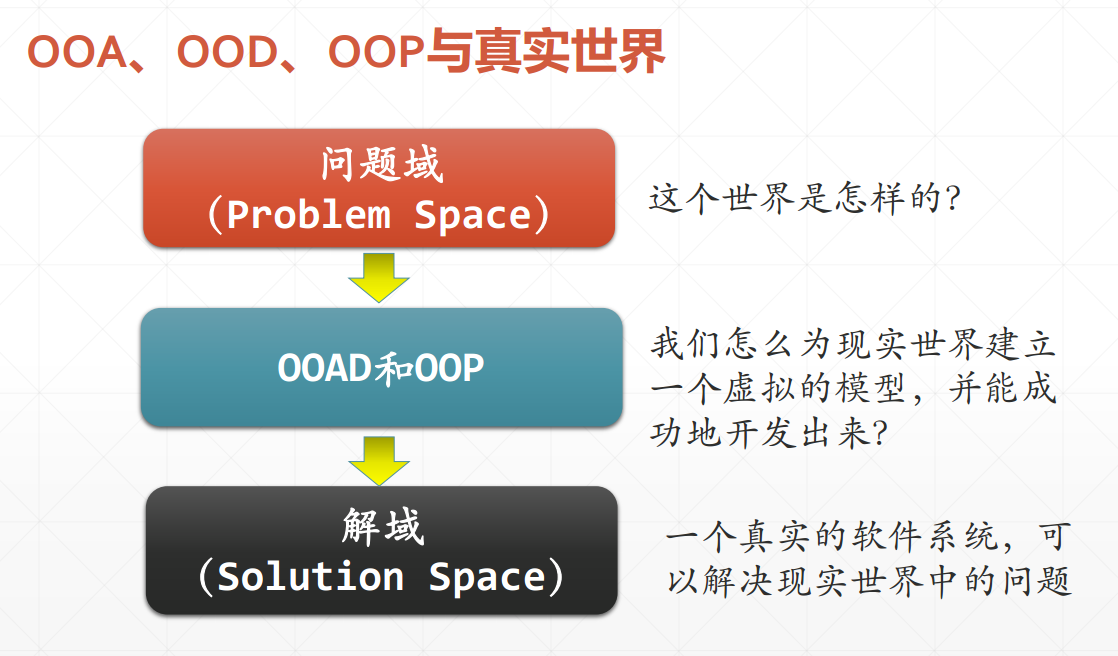 OOA、OOD、OOP与真实世界
问题域
（Problem Space）
这个世界是怎样的？
OOAD和OOP
我们怎么为现实世界建立
一个虚拟的模型，并能成
功地开发出来？
解域
（Solution Space）
一个真实的软件系统，可
以解决现实世界中的问题